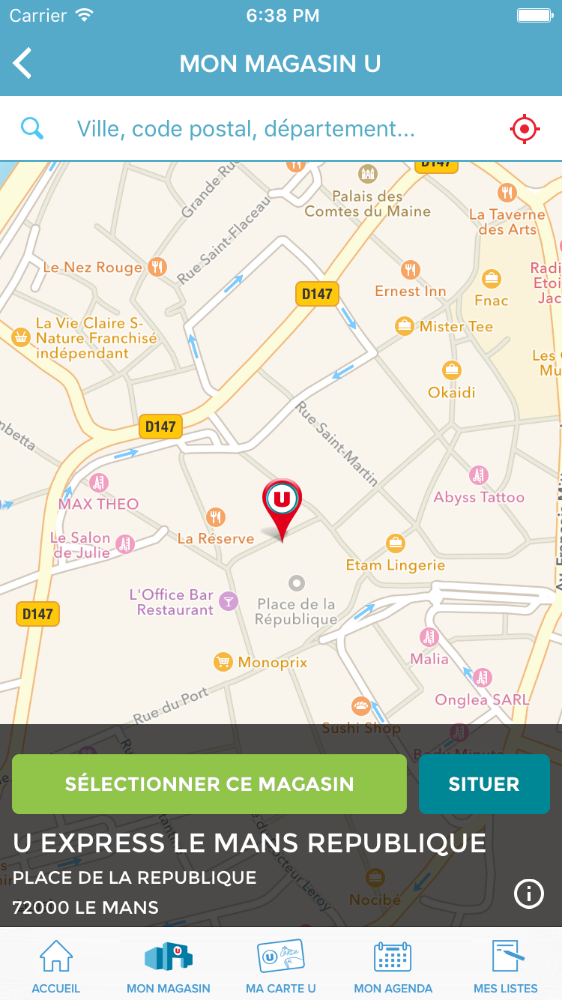 Carrier 6:38 PM
MON MAGASIN U
Ville, code postal, département...
D147
Grande Rue
Palais des
Comtes du Maine
La Taverne
des Arts
Rue Saint-Flaceau
Le Nez Rouge
Ernest Inn
Radi
Etoi
Jac
D147
Fnac
La Vie Claire S-
Nature Franchisé
indépendant
Mister Tee
Les
Mu
Okaidi
D147
Rue Saint-Martin
nbetta
MAX THEO
U
Abyss Tattoo
La Réserve
Le Salon
de Julie
Etam Lingerie
L'Office Bar
Restaurant
Place de la
République
D147
Malia
Monoprix
Onglea SARL
Rue du Port
Sushi Shop
SÉLECTIONNER CE MAGASIN
SITUER
U EXPRESS LE MANS REPUBLIQUE
PLACE DE LA REPUBLIQUE
Nocibé
72000 LE MANS
ACCUEIL
MON MAGASIN
MA CARTE U
MON AGENDA
MES LISTES